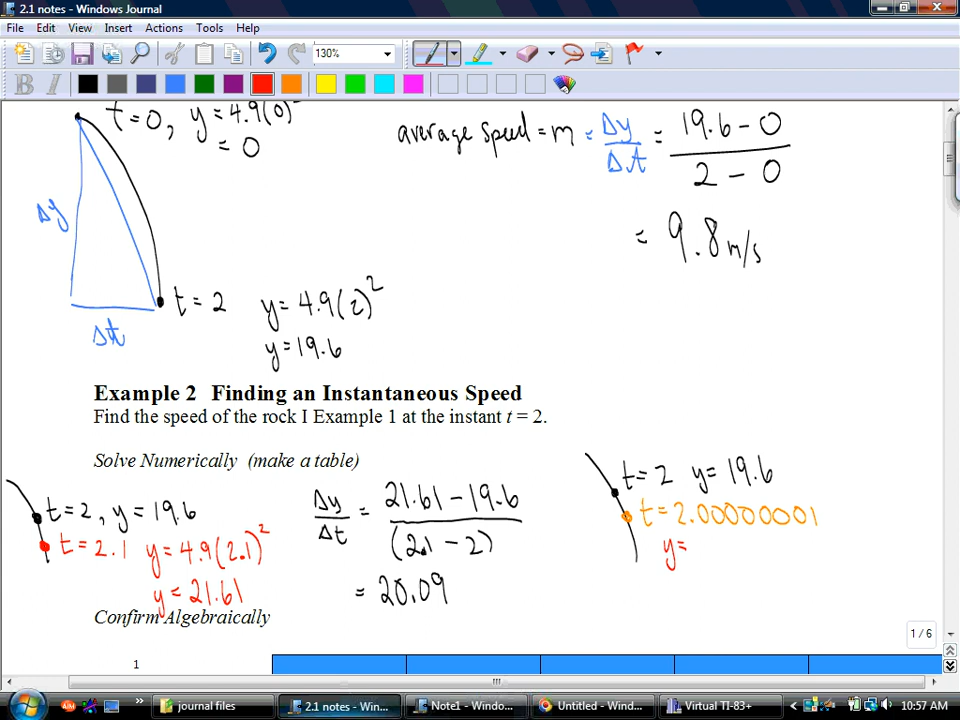 2.1 notes - Windows Journal
File Edit View Insert Actions Tools Help
130%
B I
t=0, y=4.9(0)²
= 0
average speed = m = Δy/Δt = 19.6 - 0 / 2 - 0
= 9.8 m/s
Δy
Δt
t = 2 y = 4.9(2)²
y = 19.6
Example 2 Finding an Instantaneous Speed
Find the speed of the rock I Example 1 at the instant t = 2.
Solve Numerically (make a table)
t=2, y=19.6
t=2.1 y=4.9(2.1)²
y=21.61
Δy/Δt = 21.61 - 19.6 / (2.1 - 2)
= 20.09
t=2 y=19.6
t=2.00000001
y=
Confirm Algebraically
1 / 6
1
journal files
2.1 notes - Win...
Note1 - Windo...
Untitled - Wind...
Virtual TI-83+
10:57 AM